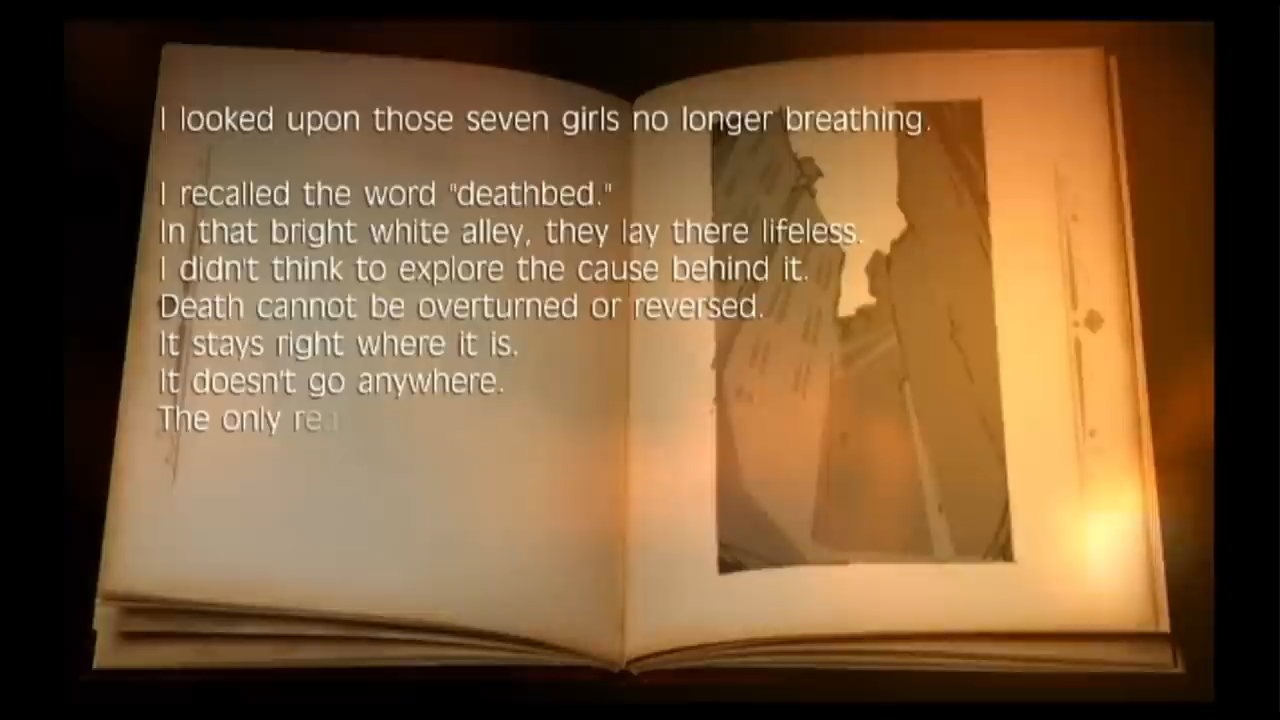 I looked upon those seven girls no longer breathing.
I recalled the word "deathbed."
In that bright white alley, they lay there lifeless.
I didn't think to explore the cause behind it.
Death cannot be overturned or reversed.
It stays right where it is.
It doesn't go anywhere.
The only